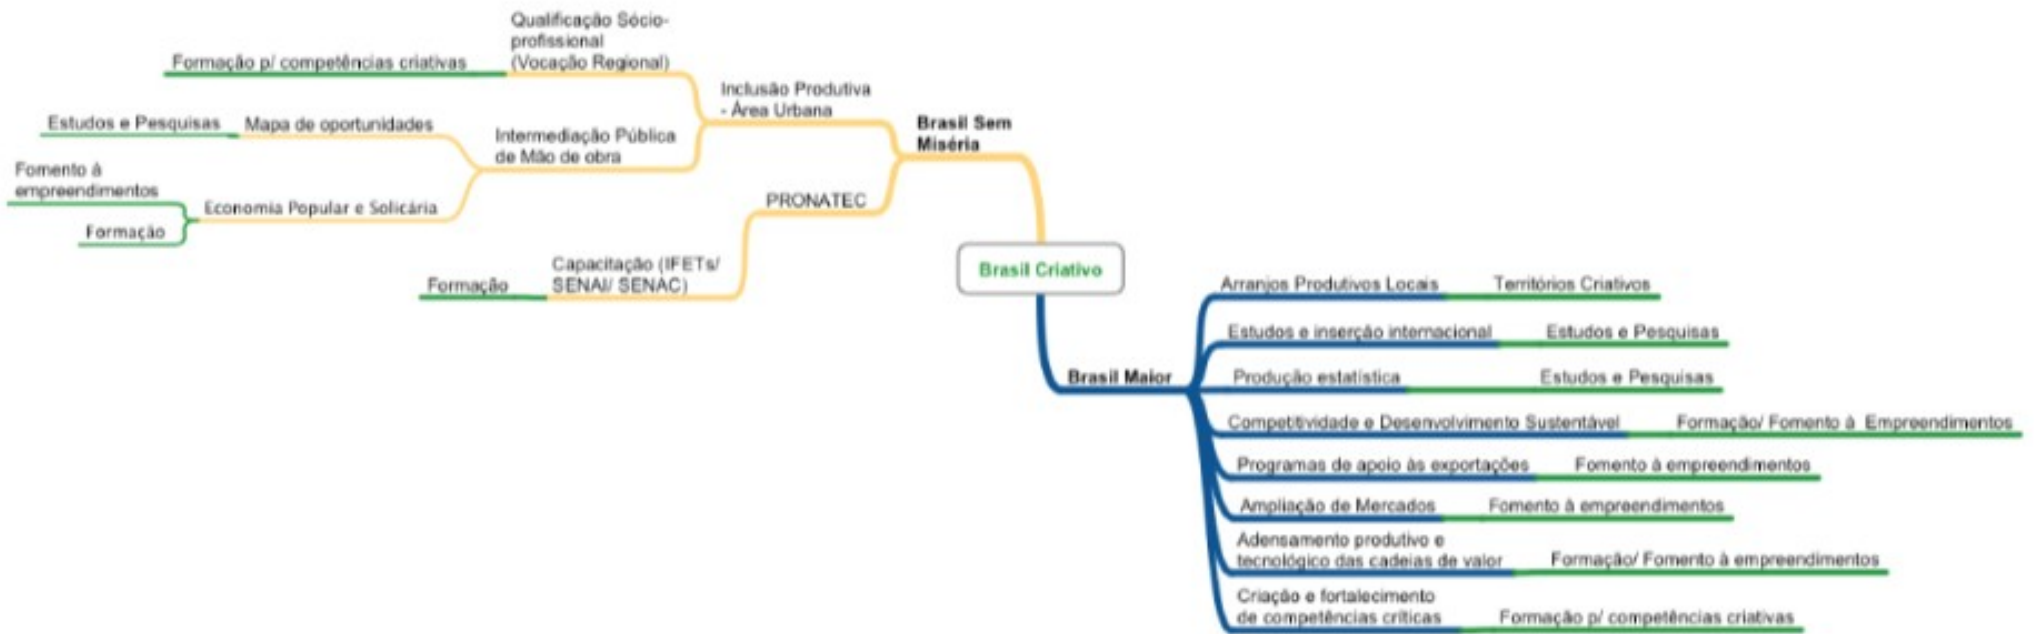 Qualificação Sócio-
profissional
(Vocação Regional)
Formação p/ competências criativas
Inclusão Produtiva
- Área Urbana
Estudos e Pesquisas
Mapa de oportunidades
Intermediação Pública
de Mão de obra
Brasil Sem
Miséria
Fomento à
empreendimentos
Economia Popular e Solicária
Formação
PRONATEC
Capacitação (IFETs/
SENAI/ SENAC)
Formação
Brasil Criativo
Brasil Maior
Arranjos Produtivos Locais
Territórios Criativos
Estudos e inserção internacional
Estudos e Pesquisas
Produção estatística
Estudos e Pesquisas
Competitividade e Desenvolvimento Sustentável
Formação/ Fomento à Empreendimentos
Programas de apoio às exportações
Fomento à empreendimentos
Ampliação de Mercados
Fomento à empreendimentos
Adensamento produtivo e
tecnológico das cadeias de valor
Formação/ Fomento à empreendimentos
Criação e fortalecimento
de competências críticas
Formação p/ competências criativas